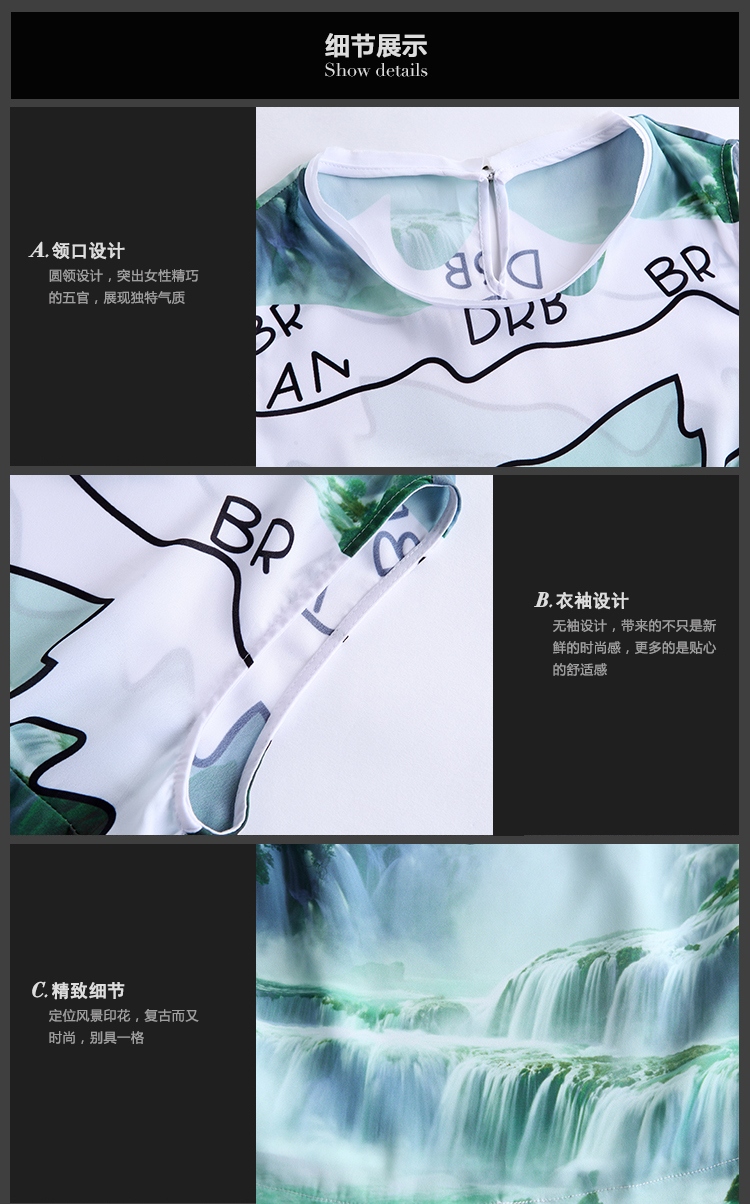 细节展示
Show details
A.领口设计
圆领设计，突出女性精巧
的五官，展现独特气质
BR
DRB
BR
AN
BR
B.衣袖设计
无袖设计，带来的不只是新
鲜的时尚感，更多的是贴心
的舒适感
C.精致细节
定位风景印花，复古而又
时尚，别具一格